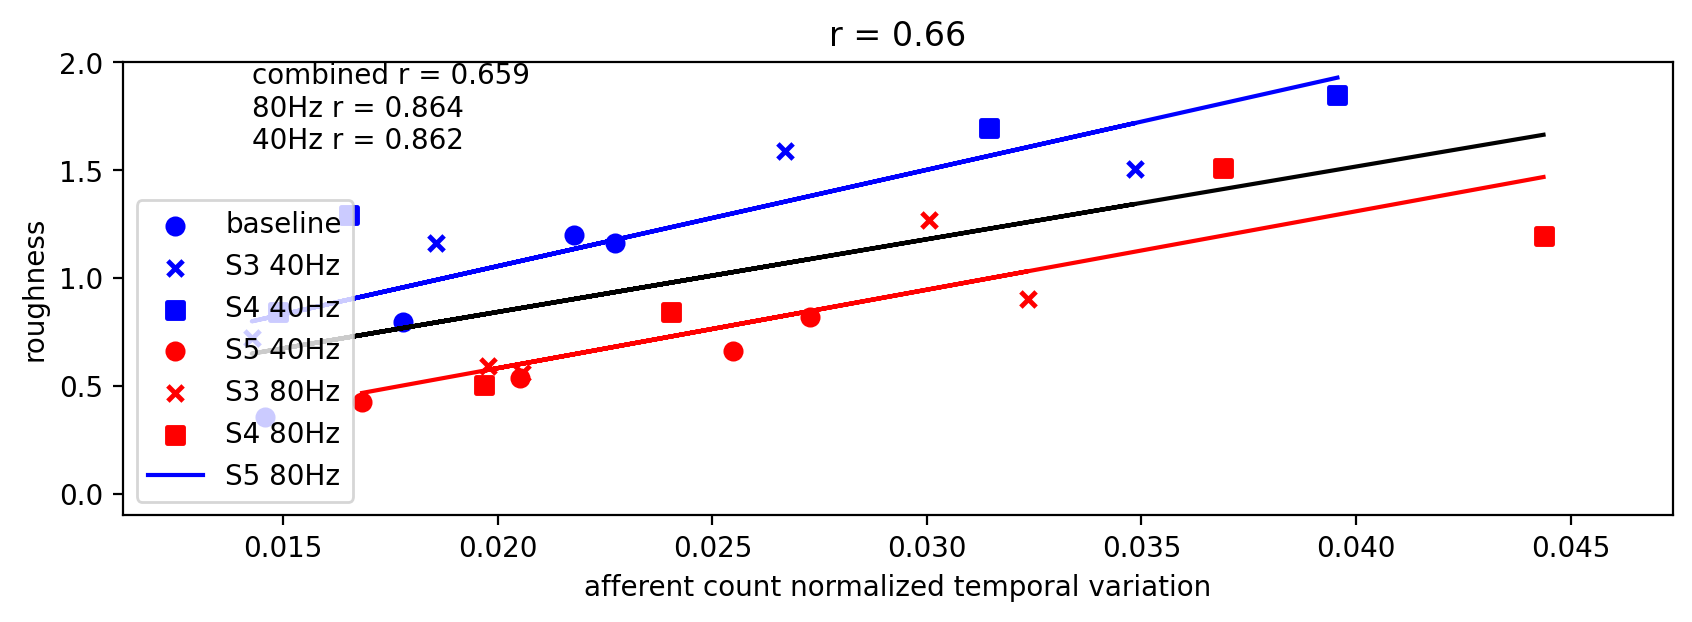 r = 0.66
combined r = 0.659
80Hz r = 0.864
40Hz r = 0.862
2.0
1.5
1.0
0.5
0.0
roughness
baseline
S3 40Hz
S4 40Hz
S5 40Hz
S3 80Hz
S4 80Hz
S5 80Hz
0.015 0.020 0.025 0.030 0.035 0.040 0.045
afferent count normalized temporal variation